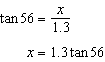 tan 56 = x/1.3
x = 1.3 tan 56